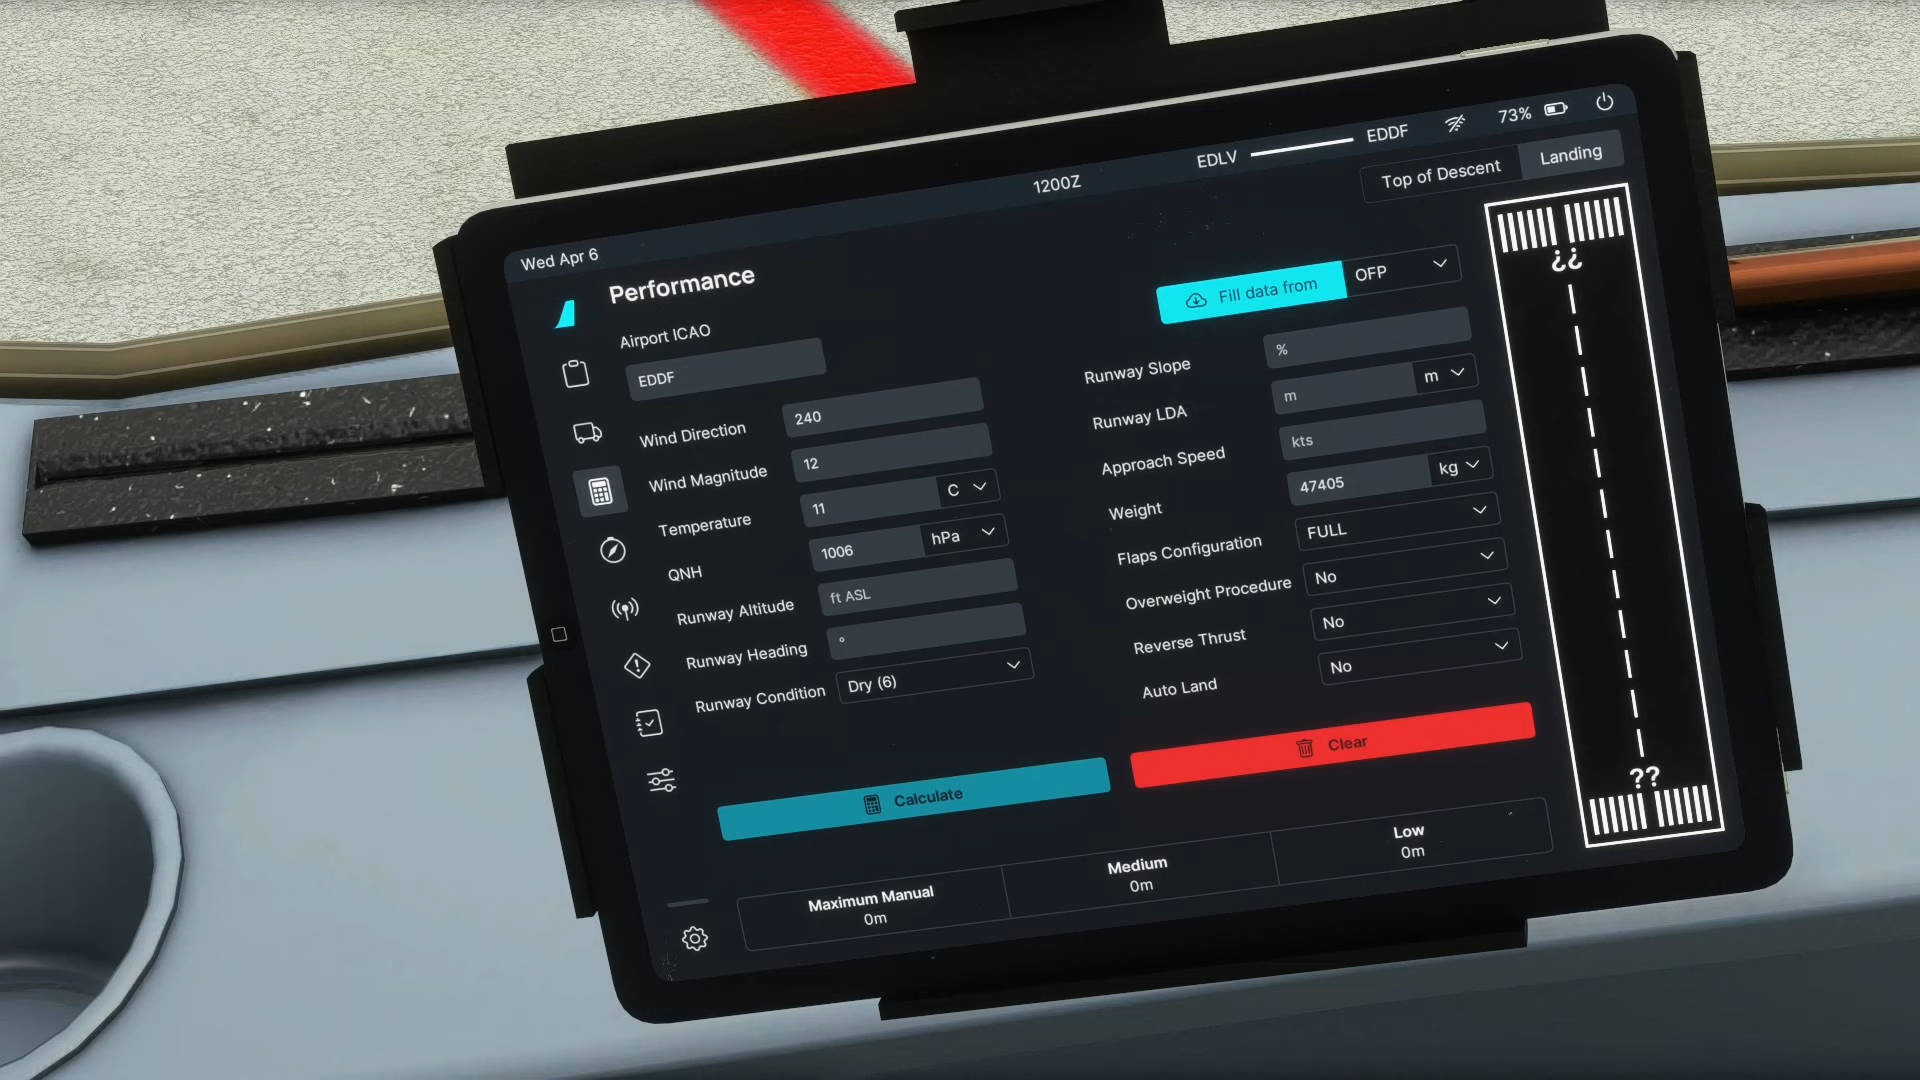 Wed Apr 6
1200Z
EDLV EDDF
73%
Performance
Top of Descent
Landing
Airport ICAO
EDDF
Fill data from
OFP
Wind Direction
240
Wind Magnitude
12
Temperature
11
C
QNH
1006
hPa
Runway Altitude
ft ASL
Runway Heading
°
Runway Condition
Dry (6)
Runway Slope
%
Runway LDA
m
m
Approach Speed
kts
Weight
47405
kg
Flaps Configuration
FULL
Overweight Procedure
No
Reverse Thrust
No
Auto Land
No
Calculate
Clear
Maximum Manual
0m
Medium
0m
Low
0m
¿¿
??